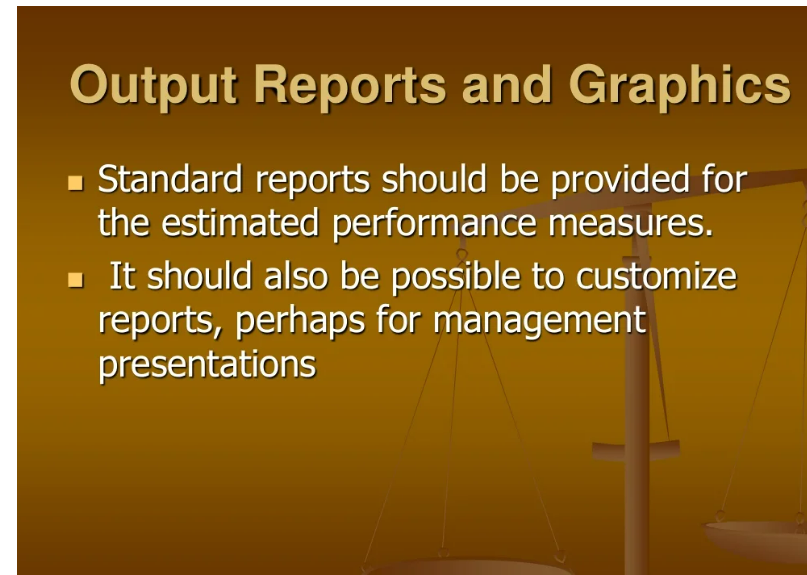 Output Reports and Graphics
Standard reports should be provided for
the estimated performance measures.
It should also be possible to customize
reports, perhaps for management
presentations